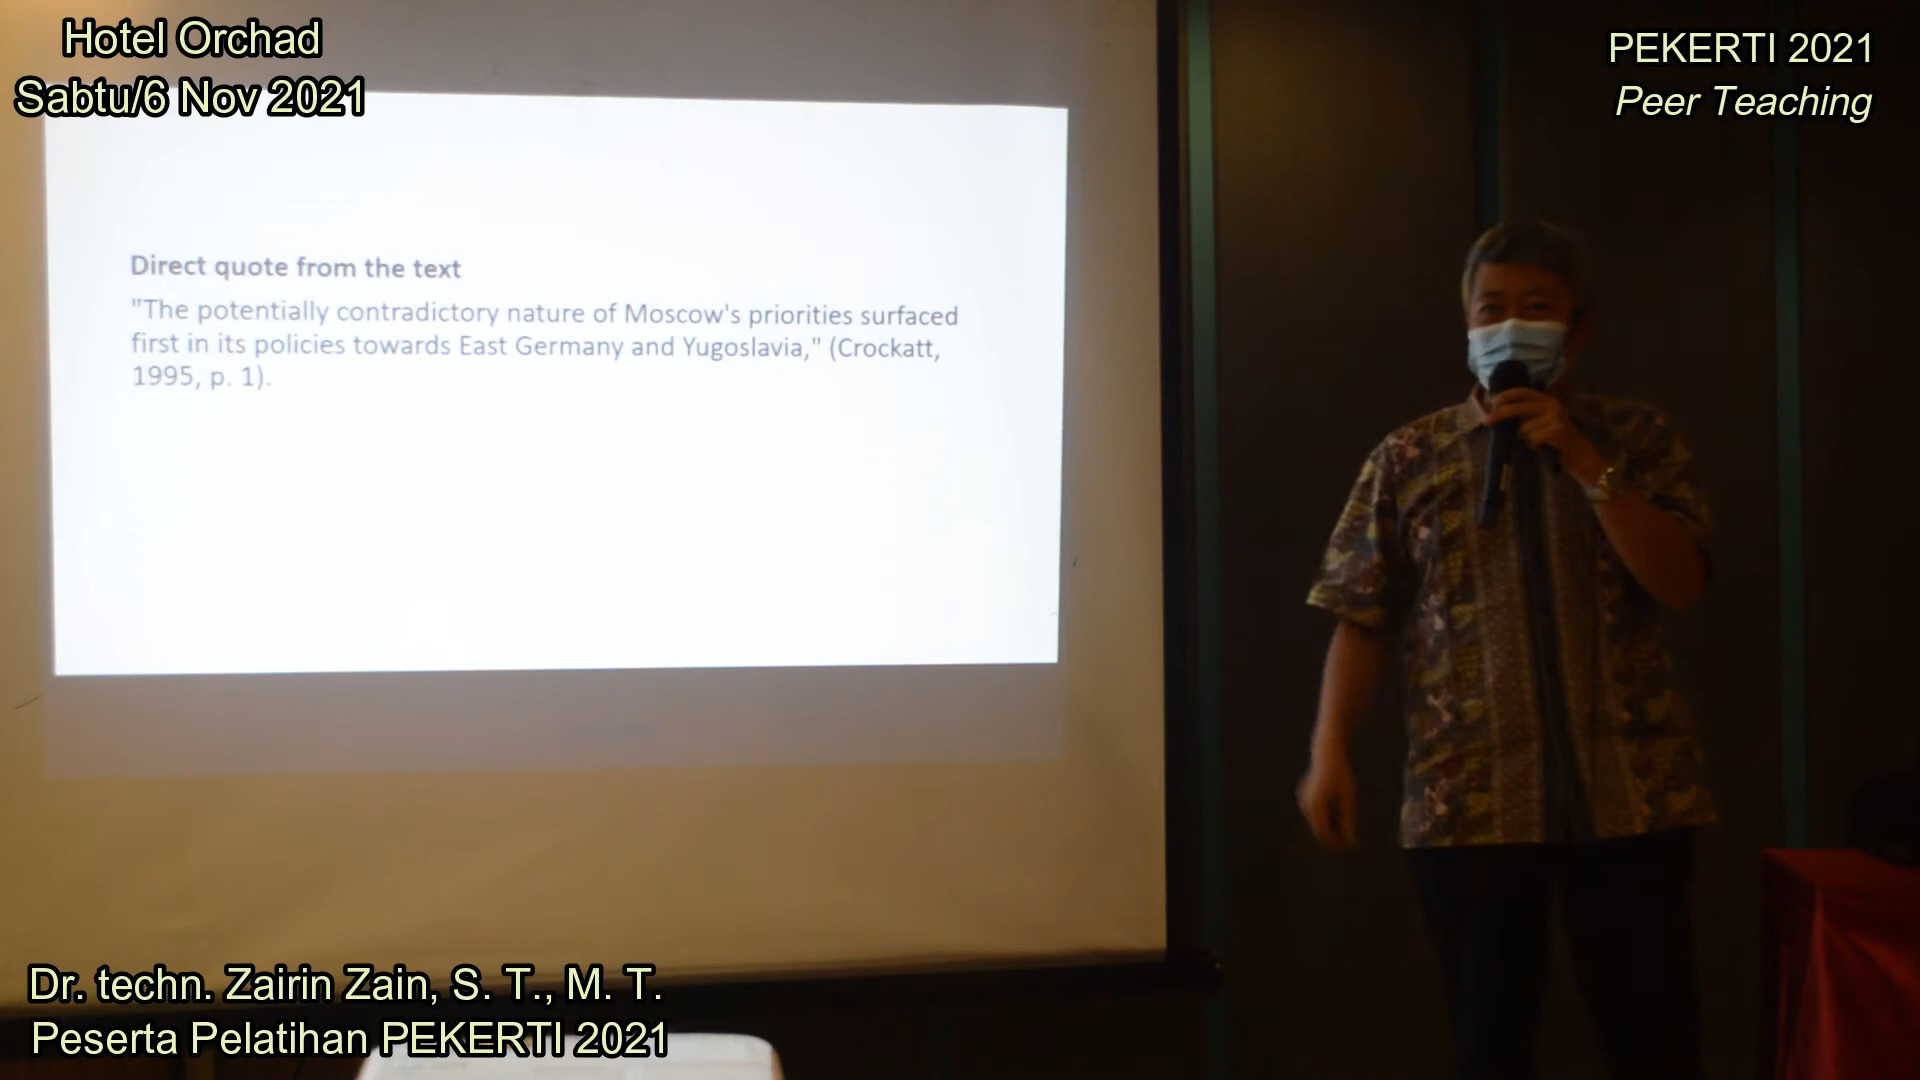 Hotel Orchad
Sabtu/6 Nov 2021
PEKERTI 2021
Peer Teaching
Direct quote from the text
"The potentially contradictory nature of Moscow's priorities surfaced
first in its policies towards East Germany and Yugoslavia," (Crockatt,
1995, p. 1).
Dr. techn. Zairin Zain, S. T., M. T.
Peserta Pelatihan PEKERTI 2021